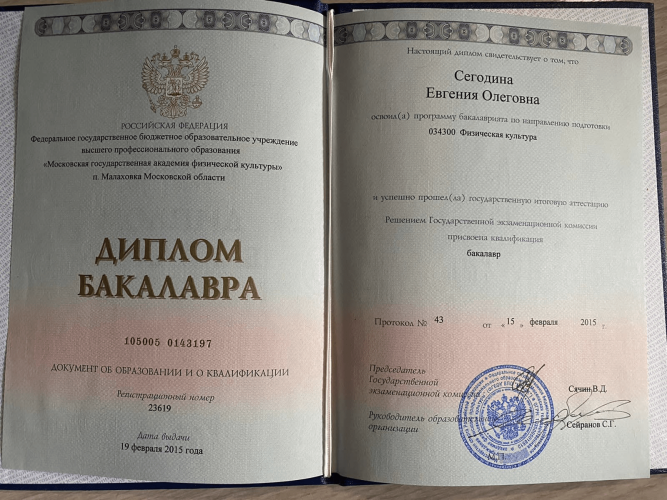 РОССИЙСКАЯ ФЕДЕРАЦИЯ
Федеральное государственное бюджетное образовательное учреждение
высшего профессионального образования
«Московская государственная академия физической культуры»
п. Малаховка Московской области
ДИПЛОМ
БАКАЛАВРА
105005 0143197
ДОКУМЕНТ ОБ ОБРАЗОВАНИИ И О КВАЛИФИКАЦИИ
Регистрационный номер
23619
Дата выдачи
19 февраля 2015 года
Настоящий диплом свидетельствует о том, что
Сегодина
Евгения Олеговна
освоил(а) программу бакалавриата по направлению подготовки
034300 Физическая культура
и успешно прошел(ла) государственную итоговую аттестацию
Решением Государственной экзаменационной комиссии
присвоена квалификация
бакалавр
Протокол № 43 от «15» февраля 2015 г.
Председатель
Государственной
экзаменационной комиссии
Сячин В.Д.
Руководитель образовательной
организации
Сейранов С.Г.
М.П.